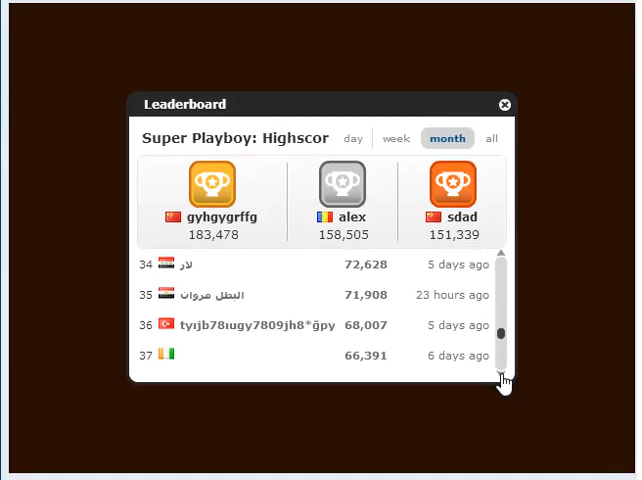 Leaderboard
Super Playboy: Highscor day week month all
gyhgygrffg alex sdad
183,478 158,505 151,339
34 لار 72,628 5 days ago
35 البطل مروان 71,908 23 hours ago
36 tyıjb78ıugy7809jh8*ğpy 68,007 5 days ago
37 66,391 6 days ago